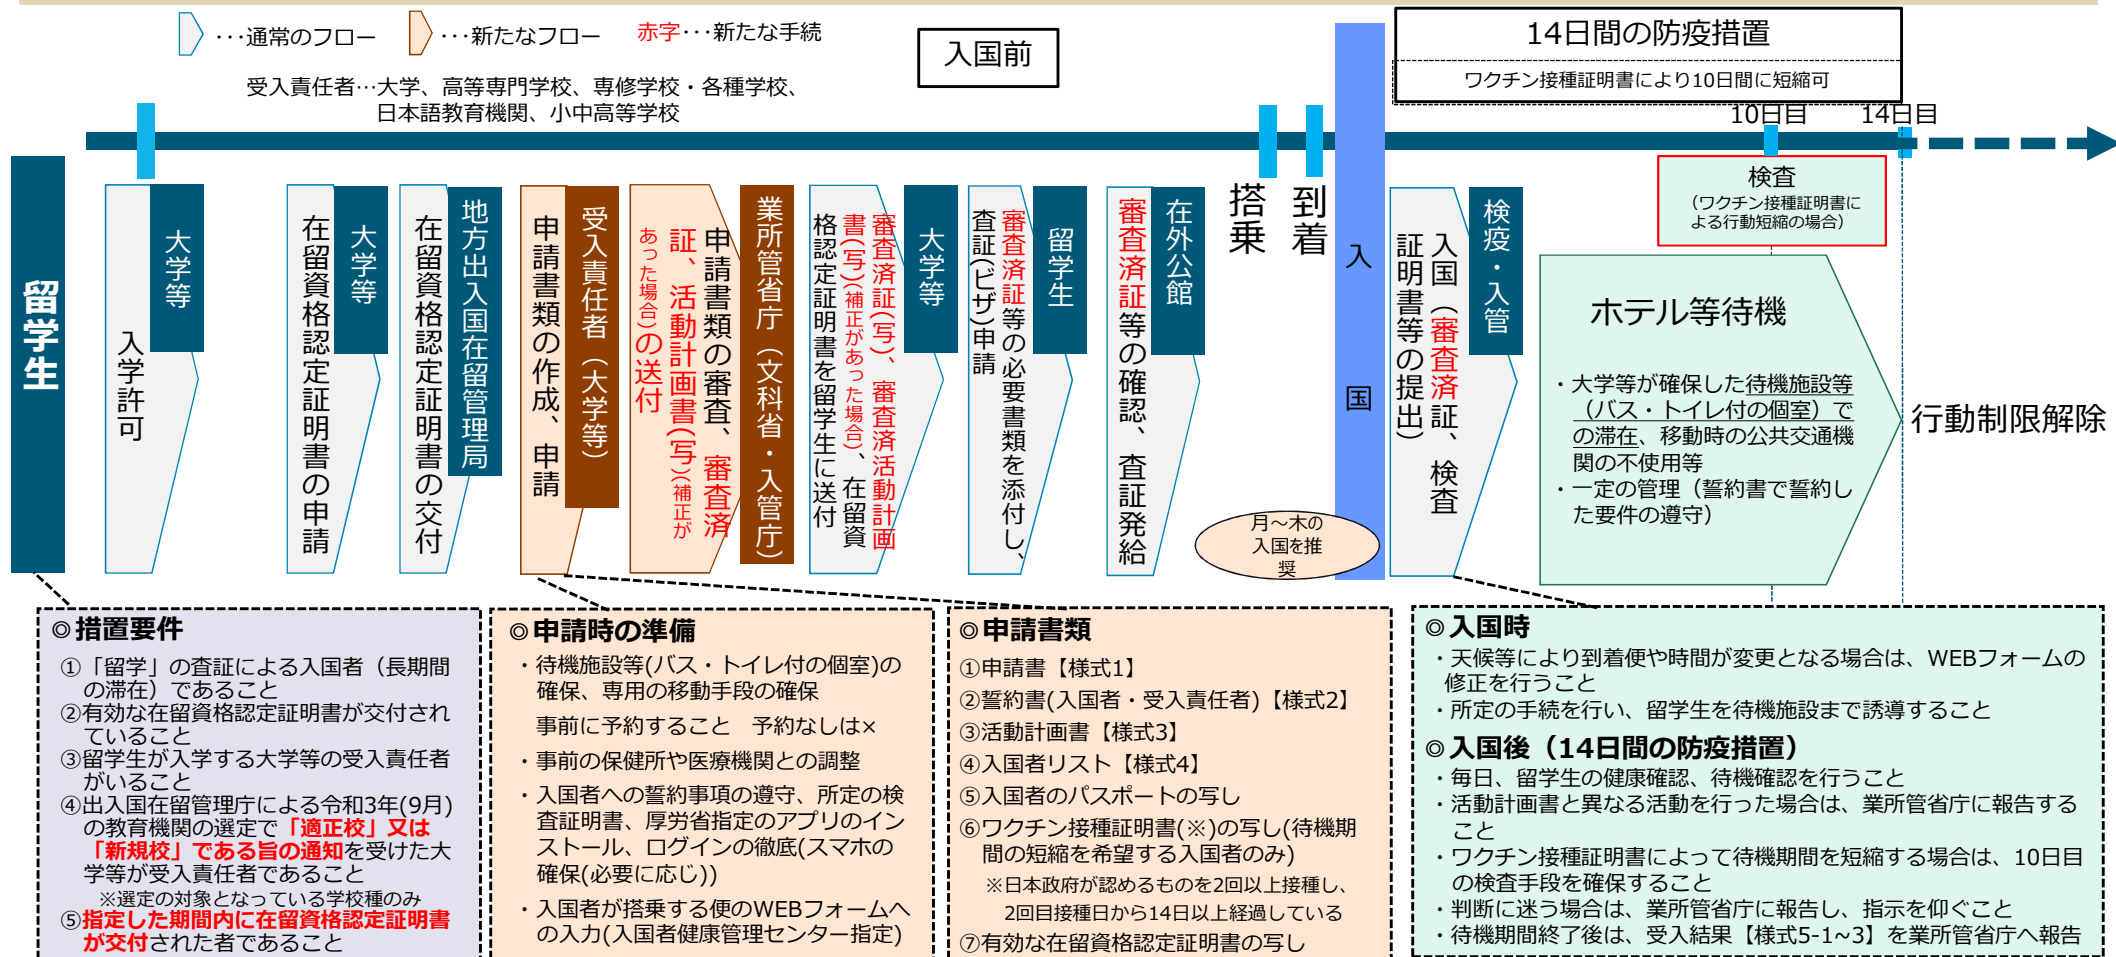 ･･･通常のフロー
･･･新たなフロー
赤字･･･新たな手続
受入責任者…大学、高等専門学校、専修学校・各種学校、
日本語教育機関、小中高等学校
入国前
14日間の防疫措置
ワクチン接種証明書により10日間に短縮可
10日目
14日目
留学生
大学等
入学許可
大学等
在留資格認定証明書の申請
地方出入国在留管理局
在留資格認定証明書の交付
受入責任者（大学等）
申請書類の作成、申請
業所管省庁（文科省・入管庁）
申請書類の審査、審査済
証、活動計画書(写)(補正が
あった場合)の送付
大学等
審査済証(写)、審査済活動計画
書(写)(補正があった場合)、在留資
格認定証明書を留学生に送付
留学生
審査済証等の必要書類を添付し、
査証(ビザ)申請
在外公館
審査済証等の確認、査証発給
搭乗
到着
月～木の
入国を推
奨
入国
検疫・入管
入国（審査済証、検査
証明書等の提出）
検査
（ワクチン接種証明書に
よる行動短縮の場合）
ホテル等待機
・大学等が確保した待機施設等
（バス・トイレ付の個室）で
の滞在、移動時の公共交通機
関の不使用等
・一定の管理（誓約書で誓約し
た要件の遵守）
行動制限解除
◎措置要件
①「留学」の査証による入国者（長期間
の滞在）であること
②有効な在留資格認定証明書が交付され
ていること
③留学生が入学する大学等の受入責任者
がいること
④出入国在留管理庁による令和3年(9月)
の教育機関の選定で「適正校」又は
「新規校」である旨の通知を受けた大
学等が受入責任者であること
※選定の対象となっている学校種のみ
⑤指定した期間内に在留資格認定証明書
が交付された者であること
◎申請時の準備
・待機施設等(バス・トイレ付の個室)の
確保、専用の移動手段の確保
事前に予約すること　予約なしは×
・事前の保健所や医療機関との調整
・入国者への誓約事項の遵守、所定の検
査証明書、厚労省指定のアプリのイン
ストール、ログインの徹底(スマホの
確保(必要に応じ))
・入国者が搭乗する便のWEBフォームへ
の入力(入国者健康管理センター指定)
◎申請書類
①申請書【様式1】
②誓約書(入国者・受入責任者)【様式2】
③活動計画書【様式3】
④入国者リスト【様式4】
⑤入国者のパスポートの写し
⑥ワクチン接種証明書(※)の写し(待機期
間の短縮を希望する入国者のみ)
※日本政府が認めるものを2回以上接種し、
2回目接種日から14日以上経過している
⑦有効な在留資格認定証明書の写し
◎入国時
・天候等により到着便や時間が変更となる場合は、WEBフォームの
修正を行うこと
・所定の手続を行い、留学生を待機施設まで誘導すること
◎入国後（14日間の防疫措置）
・毎日、留学生の健康確認、待機確認を行うこと
・活動計画書と異なる活動を行った場合は、業所管省庁に報告する
こと
・ワクチン接種証明書によって待機期間を短縮する場合は、10日目
の検査手段を確保すること
・判断に迷う場合は、業所管省庁に報告し、指示を仰ぐこと
・待機期間終了後は、受入結果【様式5-1~3】を業所管省庁へ報告